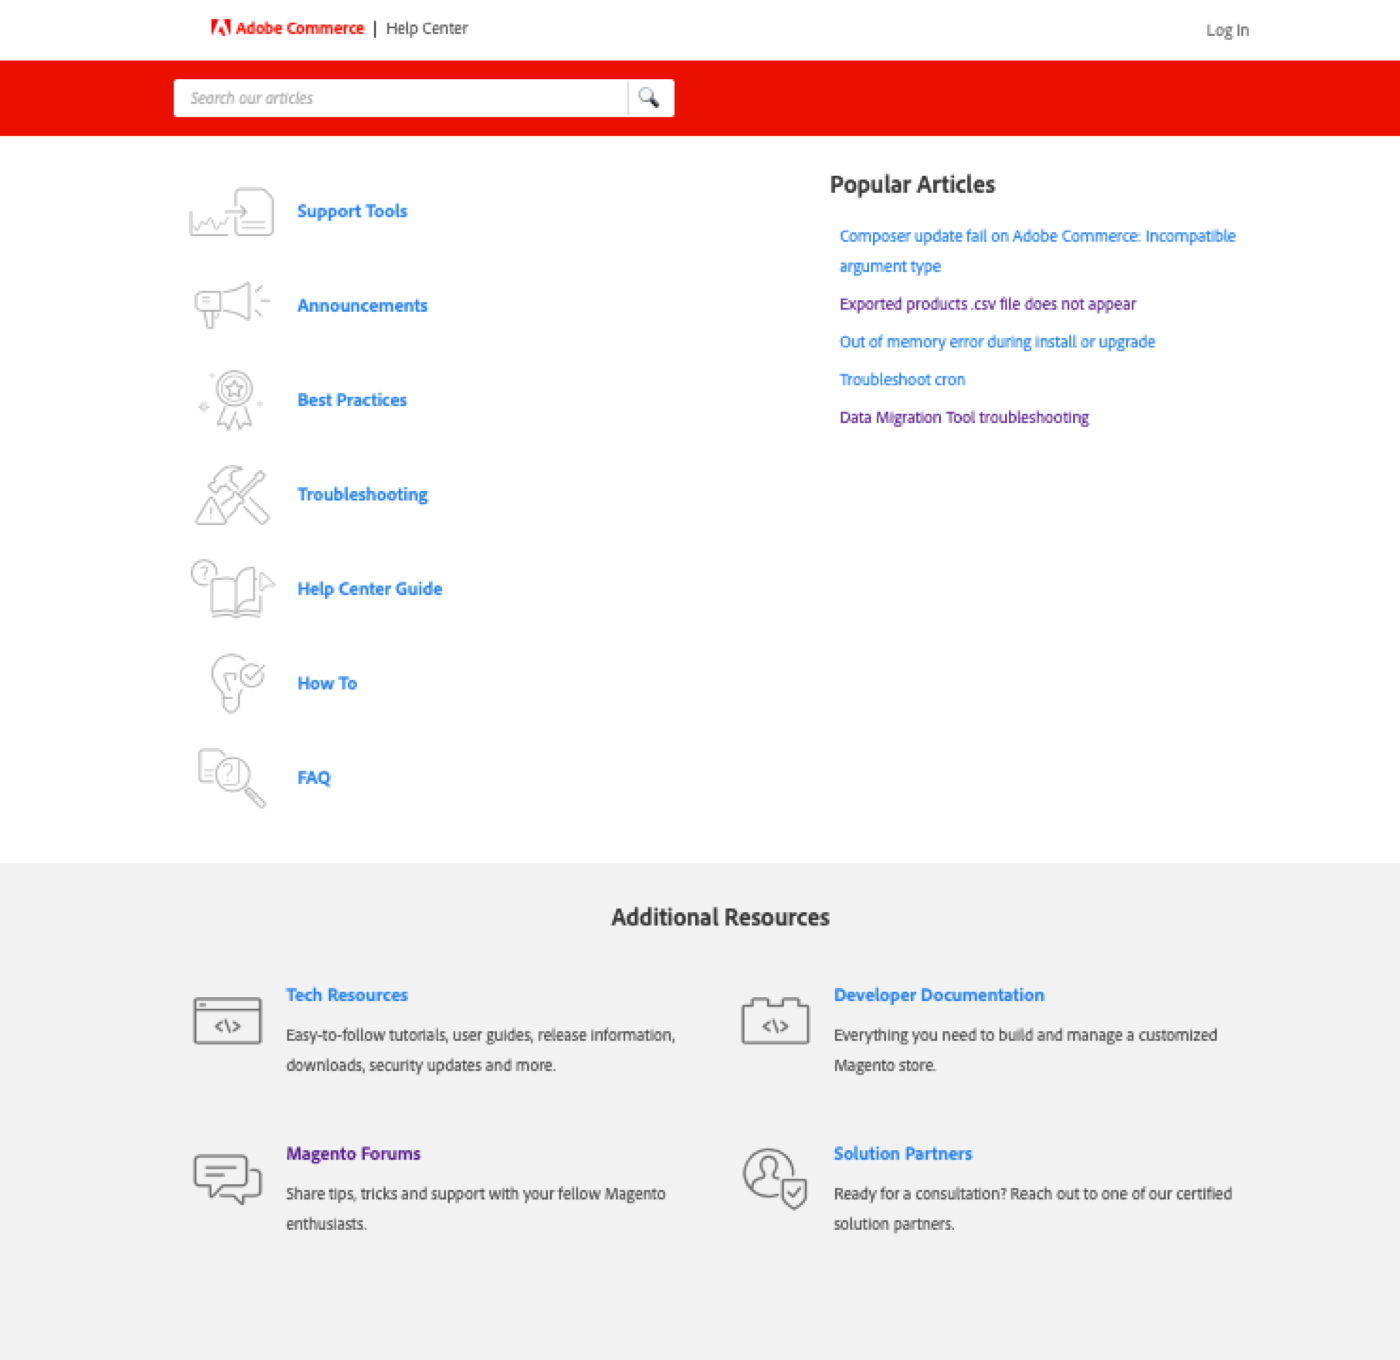 Adobe Commerce | Help Center
Log In
Search our articles
Support Tools
Announcements
Best Practices
Troubleshooting
Help Center Guide
How To
FAQ
Popular Articles
Composer update fail on Adobe Commerce: Incompatible
argument type
Exported products .csv file does not appear
Out of memory error during install or upgrade
Troubleshoot cron
Data Migration Tool troubleshooting
Additional Resources
Tech Resources
Easy-to-follow tutorials, user guides, release information,
downloads, security updates and more.
Developer Documentation
Everything you need to build and manage a customized
Magento store.
Magento Forums
Share tips, tricks and support with your fellow Magento
enthusiasts.
Solution Partners
Ready for a consultation? Reach out to one of our certified
solution partners.